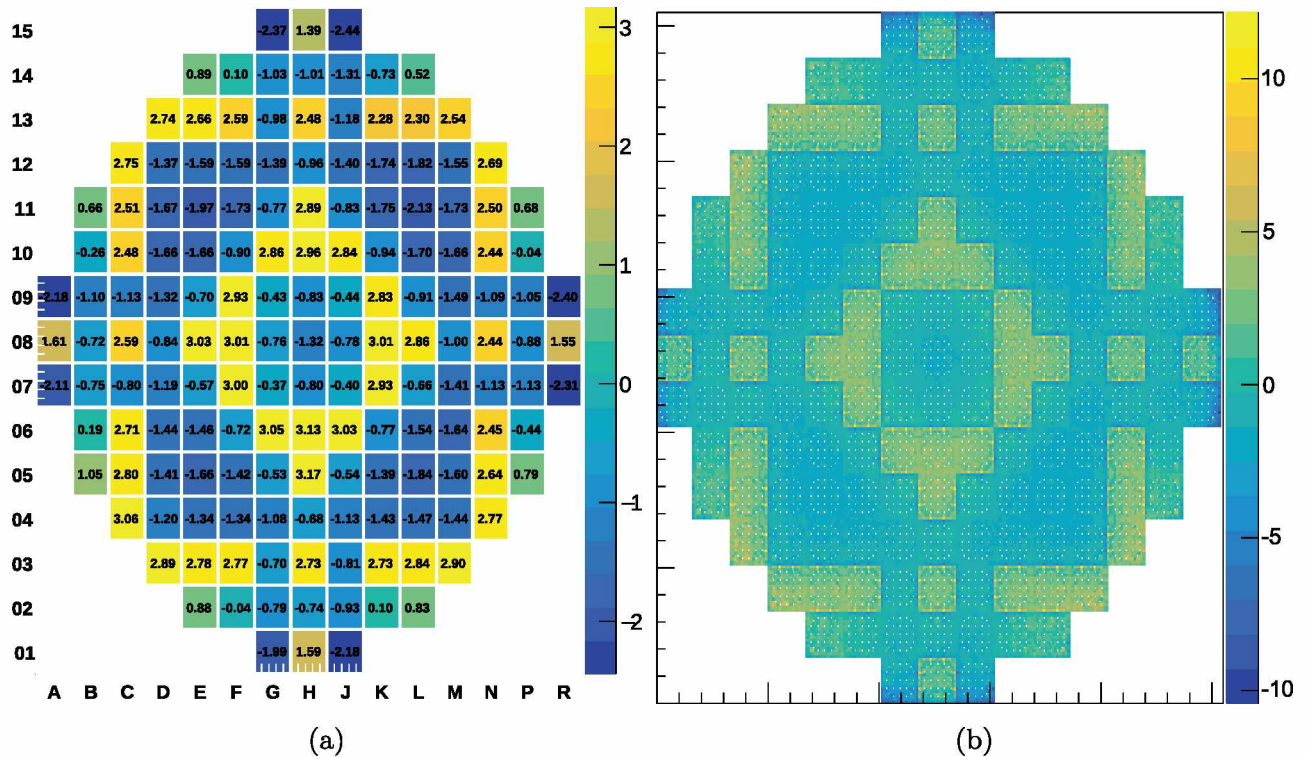 15 -2.37 1.39 -2.44
14 0.89 0.10 -1.03 -1.01 -1.31 -0.73 0.52
13 2.74 2.66 2.59 -0.98 2.48 -1.18 2.28 2.30 2.54
12 2.75 -1.37 -1.59 -1.59 -1.39 -0.96 -1.40 -1.74 -1.82 -1.55 2.69
11 0.66 2.51 -1.67 -1.97 -1.73 -0.77 2.89 -0.83 -1.75 -2.13 -1.73 2.50 0.68
10 -0.26 2.48 -1.66 -1.66 -0.90 2.86 2.96 2.84 -0.94 -1.70 -1.66 2.44 -0.04
09 -2.18 -1.10 -1.13 -1.32 -0.70 2.93 -0.43 -0.83 -0.44 2.83 -0.91 -1.49 -1.09 -1.05 -2.40
08 1.61 -0.72 2.59 -0.84 3.03 3.01 -0.76 -1.32 -0.78 3.01 2.86 -1.00 2.44 -0.88 1.55
07 -2.11 -0.75 -0.80 -1.19 -0.57 3.00 -0.37 -0.80 -0.40 2.93 -0.66 -1.41 -1.13 -1.13 -2.31
06 0.19 2.71 -1.44 -1.46 -0.72 3.05 3.13 3.03 -0.77 -1.54 -1.64 2.45 -0.44
05 1.05 2.80 -1.41 -1.66 -1.42 -0.53 3.17 -0.54 -1.39 -1.84 -1.60 2.64 0.79
04 3.06 -1.20 -1.34 -1.34 -1.08 -0.68 -1.13 -1.43 -1.47 -1.44 2.77
03 2.89 2.78 2.77 -0.70 2.73 -0.81 2.73 2.84 2.90
02 0.88 -0.04 -0.79 -0.74 -0.93 0.10 0.83
01 -1.99 1.59 -2.18
A B C D E F G H J K L M N P R
3
2
1
0
-1
-2
(a)
10
5
0
-5
-10
(b)